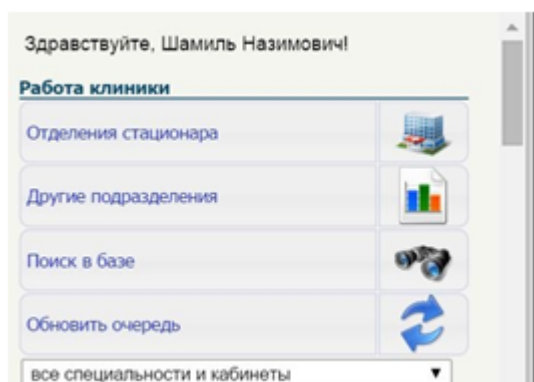 Здравствуйте, Шамиль Назимович!
Работа клиники
Отделения стационара
Другие подразделения
Поиск в базе
Обновить очередь
все специальности и кабинеты